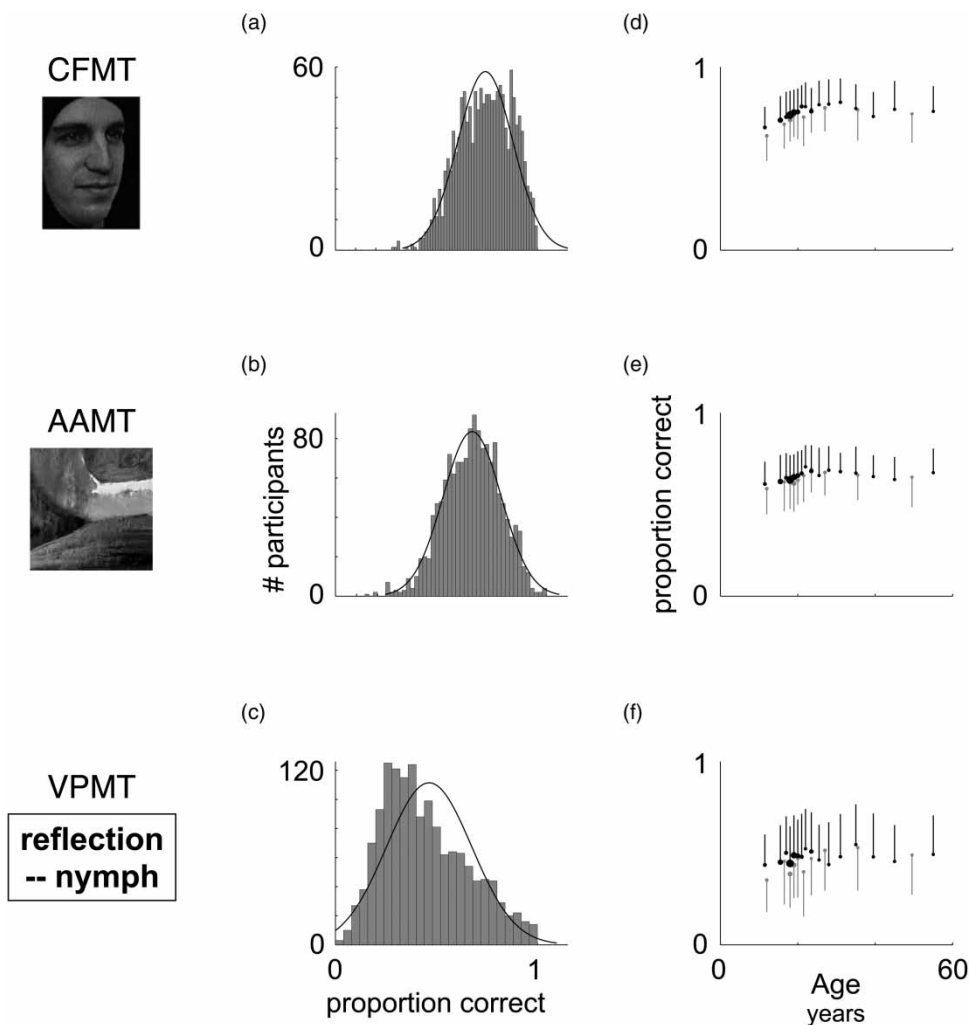 (a)
(d)
CFMT
60
0
1
0
(b)
(e)
AAMT
# participants
80
0
proportion correct
1
0
(c)
(f)
VPMT
reflection
-- nymph
120
0
0
1
proportion correct
1
0
0
60
Age
years